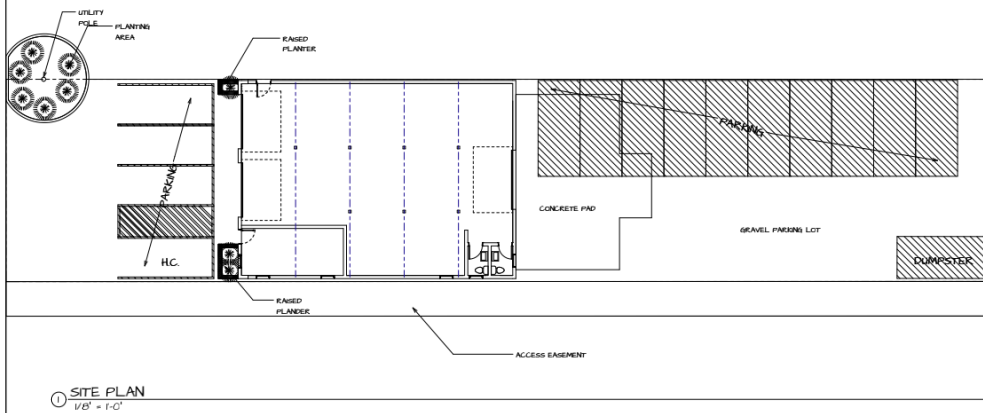 UTILITY
POLE
PLANTING
AREA
RAISED
PLANTER
PARKING
PARKING
CONCRETE PAD
GRAVEL PARKING LOT
H.C.
DUMPSTER
RAISED
PLANDER
ACCESS EASEMENT
1 SITE PLAN
1/8" = 1'-0"